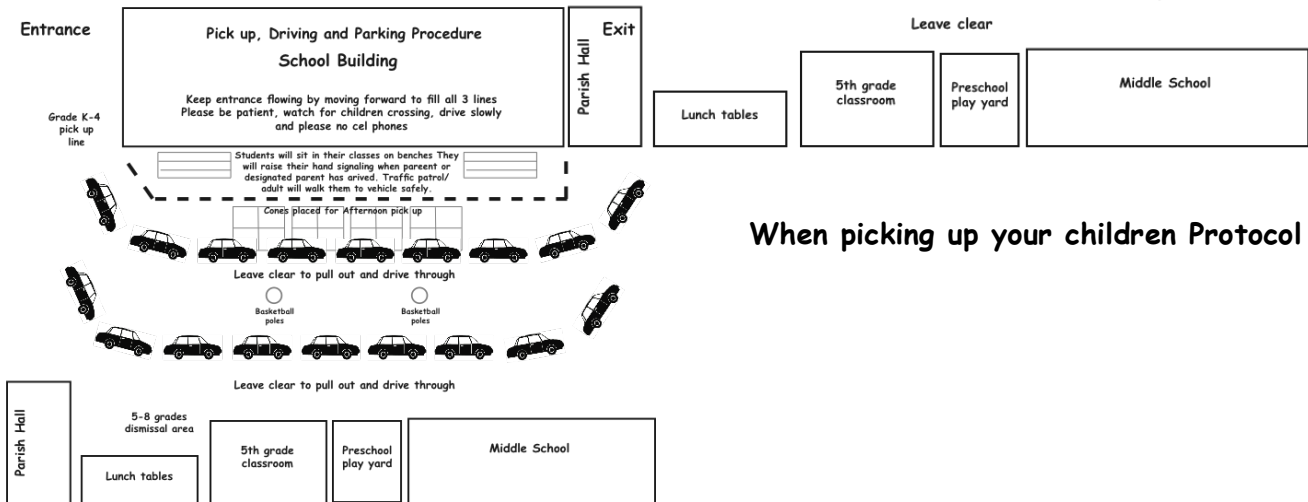 Entrance
Pick up, Driving and Parking Procedure
School Building
Keep entrance flowing by moving forward to fill all 3 lines
Please be patient, watch for children crossing, drive slowly
and please no cel phones
Parish Hall
Exit
Leave clear
Lunch tables
5th grade
classroom
Preschool
play yard
Middle School
Grade K-4
pick up
line
Students will sit in their classes on benches They
will raise their hand signaling when pareent or
designated parent has arived. Traffic patrol/
adult will walk them to vehicle safely.
Cones placed for Afternoon pick up
When picking up your children Protocol
Leave clear to pull out and drive through
Basketball
poles
Basketball
poles
Leave clear to pull out and drive through
Parish Hall
5-8 grades
dismissal area
Lunch tables
5th grade
classroom
Preschool
play yard
Middle School